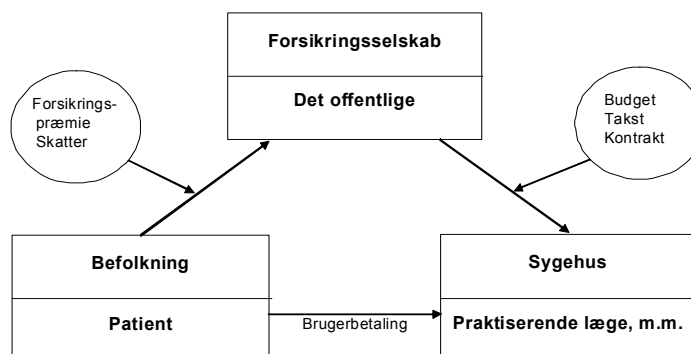 Forsikringsselskab
Det offentlige
Forsikrings-
præmie
Skatter
Budget
Takst
Kontrakt
Befolkning
Patient
Brugerbetaling
Sygehus
Praktiserende læge, m.m.